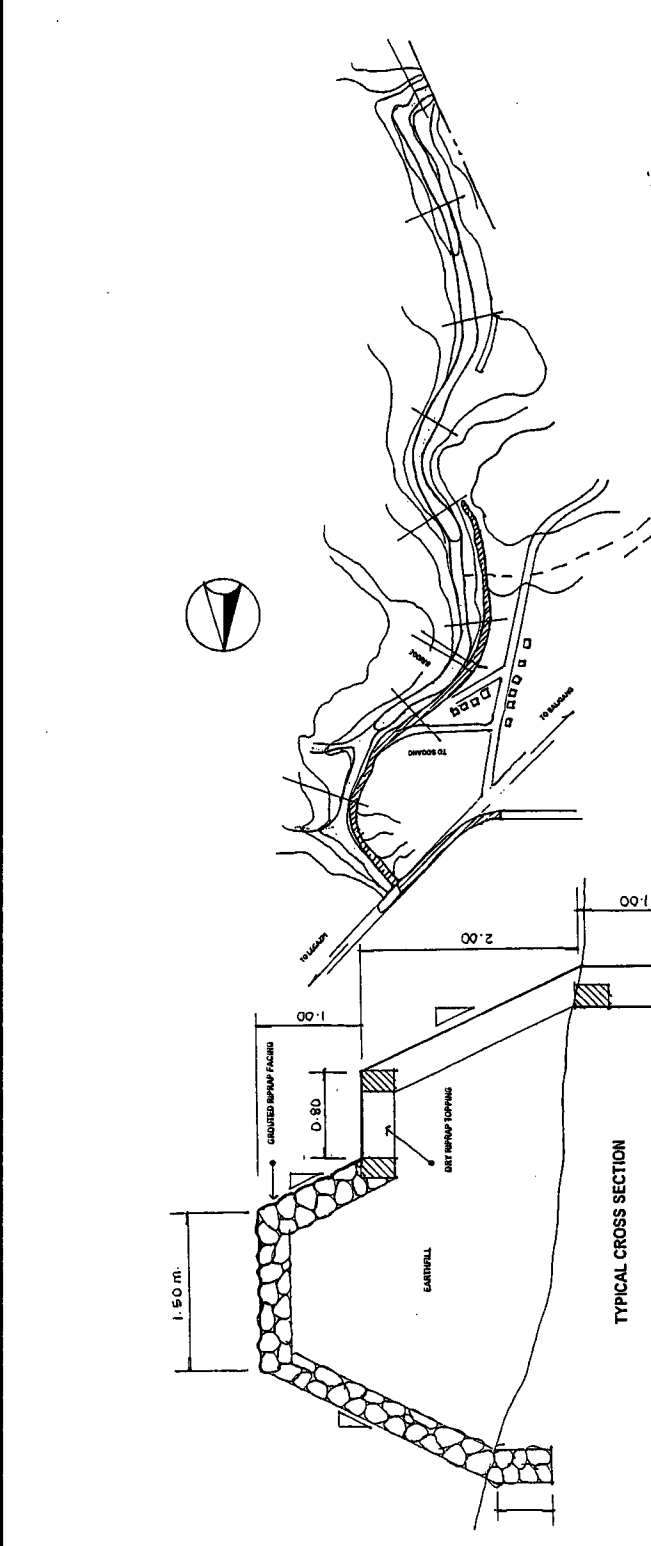 BRIDGE
TO SOGANG
TO BALIGANG
TO LEGAZPI
1.00
2.00
1.00
GROUTED RIPRAP FACING
0.80
DRY RIPRAP TOPPING
1.50 m.
EARTHFILL
TYPICAL CROSS SECTION